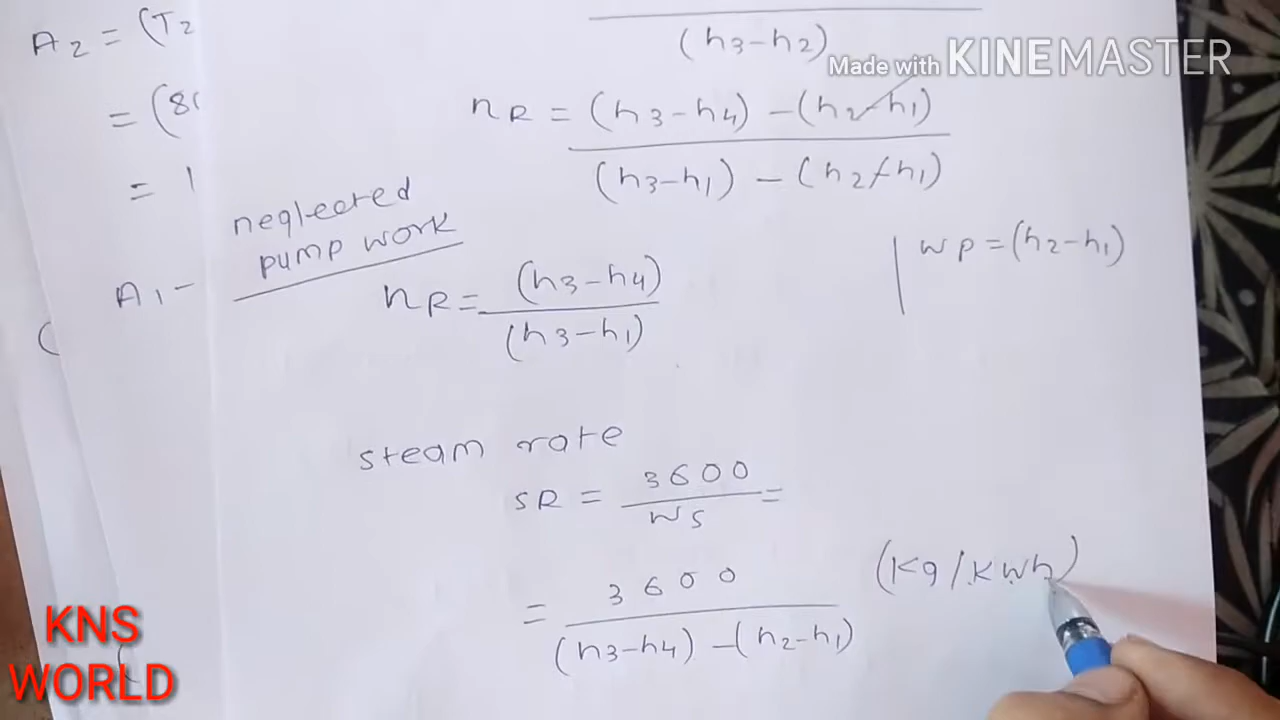 A2 = (T2
= (80
= 1
A1 -
(
(h3-h2)
Made with KINEMASTER
nR = (h3-h4) - (h2-h1)
(h3-h1) - (h2-h1)
neglected
pump work
wp = (h2-h1)
nR = (h3-h4)
(h3-h1)
steam rate
SR = 3600 =
ws
= 3600 (kg/kwh)
(h3-h4) - (h2-h1)
KNS
WORLD